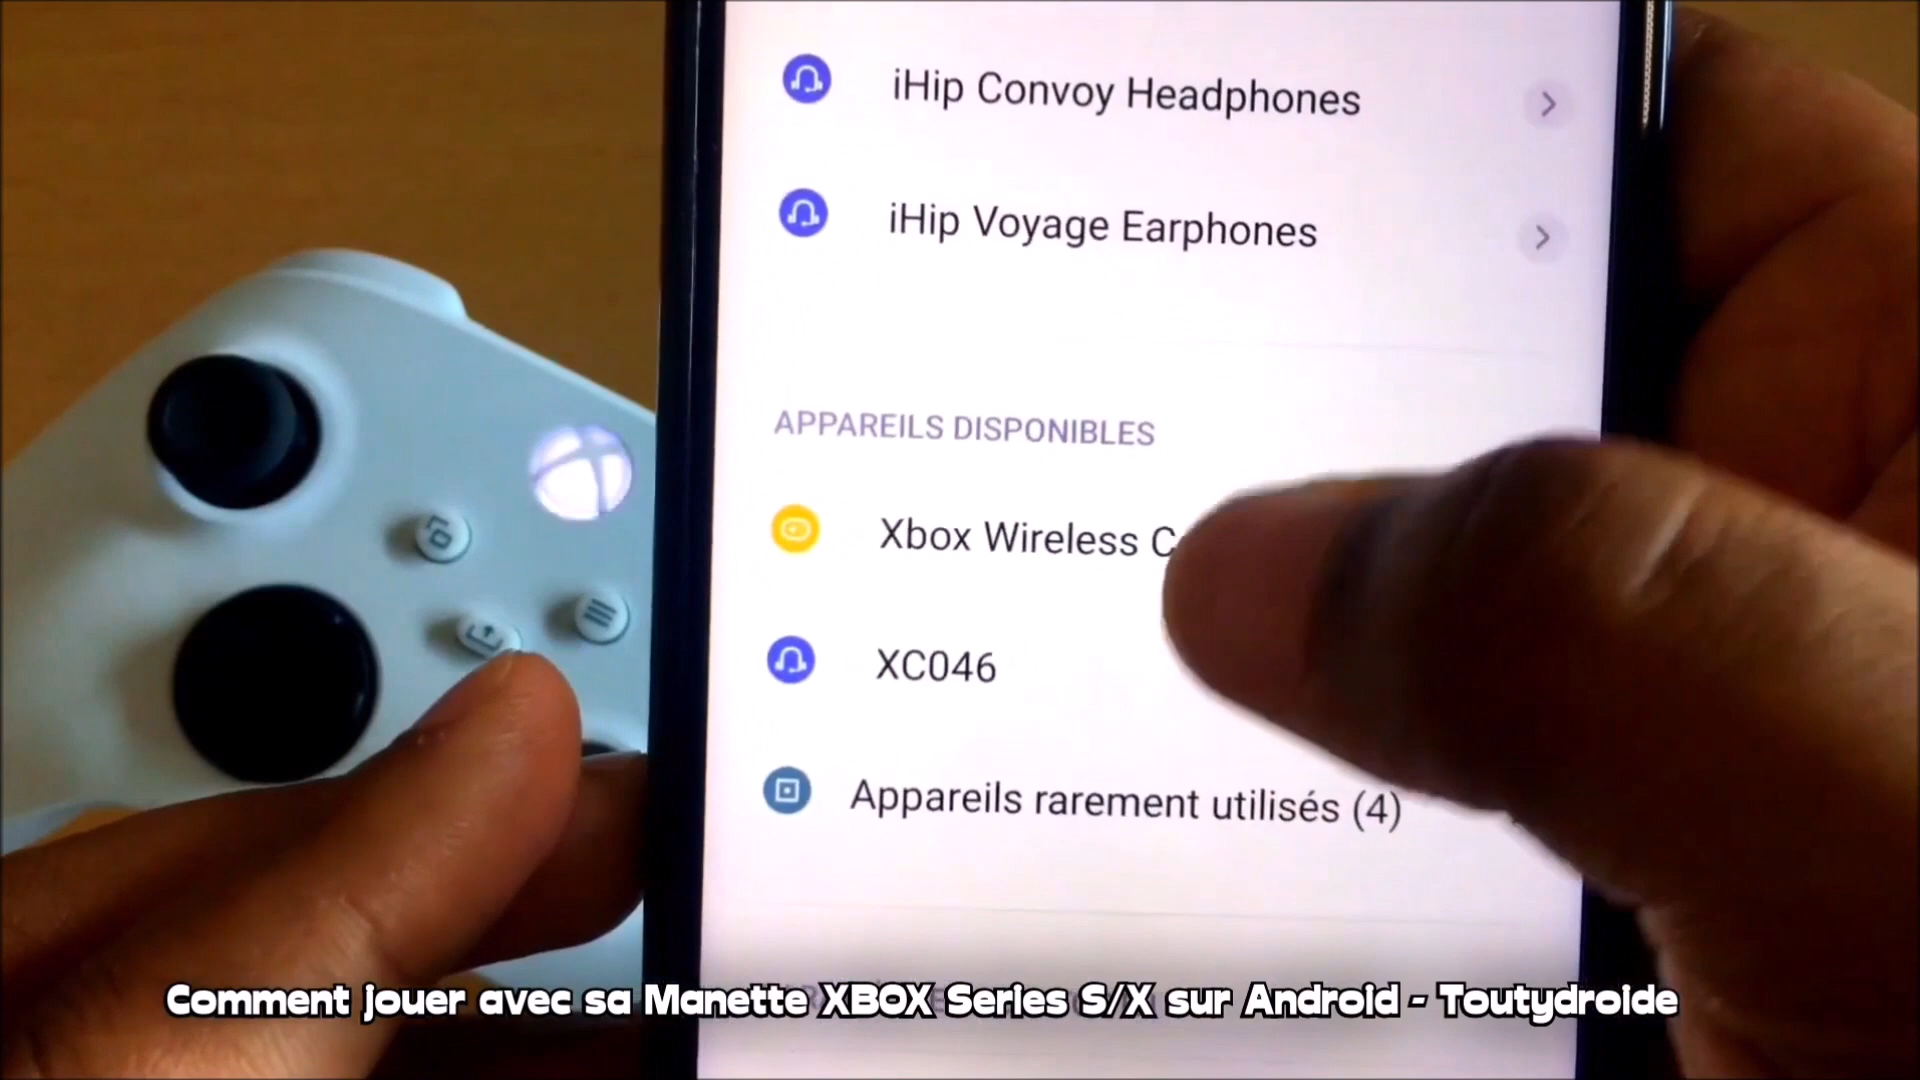 iHip Convoy Headphones
iHip Voyage Earphones
APPAREILS DISPONIBLES
Xbox Wireless C
XC046
Appareils rarement utilisés (4)
Comment jouer avec sa Manette XBOX Series S/X sur Android - Toutydroide